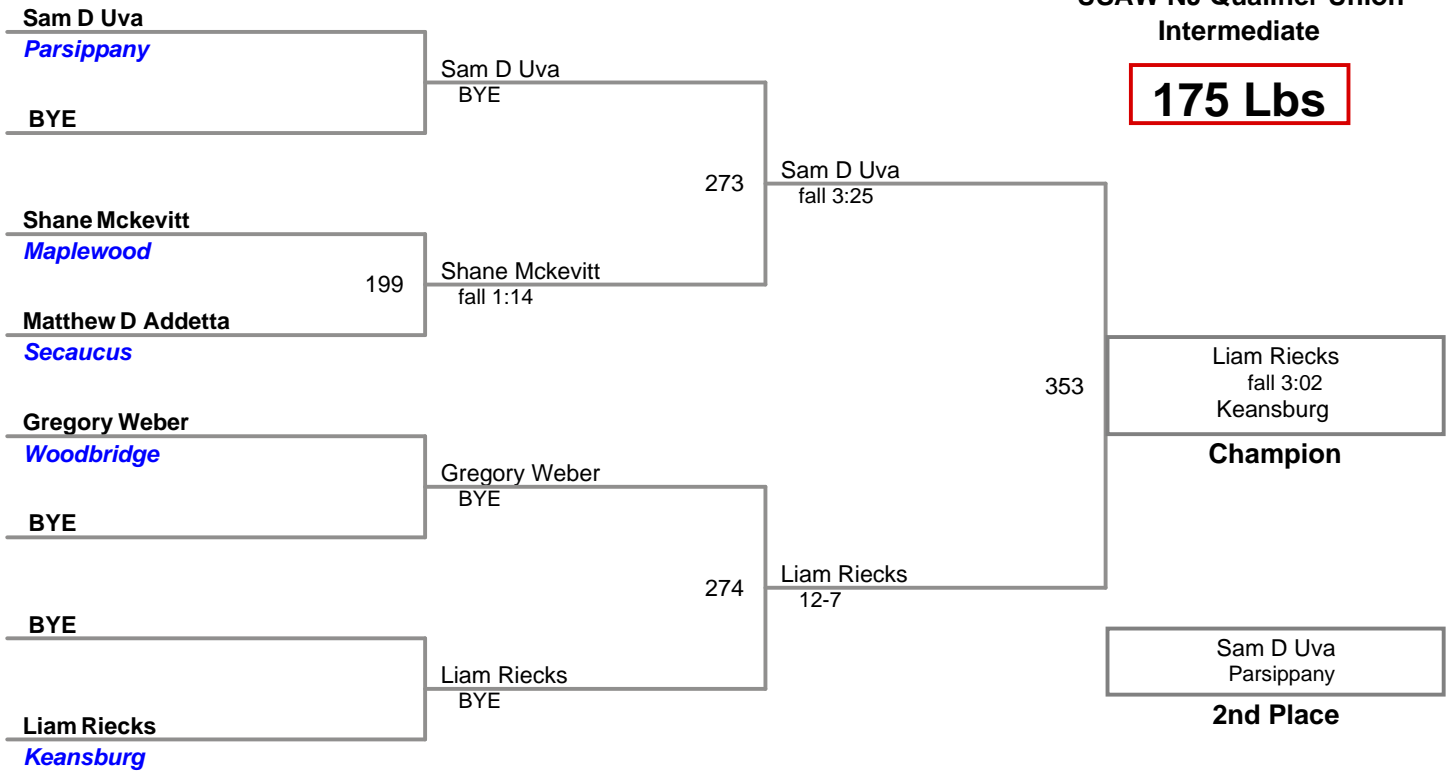 Intermediate
175 Lbs
Sam D Uva
Parsippany
BYE
Shane Mckevitt
Maplewood
199
Matthew D Addetta
Secaucus
Gregory Weber
Woodbridge
BYE
BYE
Liam Riecks
Keansburg
Sam D Uva
BYE
273
Shane Mckevitt
fall 1:14
Gregory Weber
BYE
274
Liam Riecks
BYE
Sam D Uva
fall 3:25
353
Liam Riecks
12-7
Liam Riecks
fall 3:02
Keansburg
Champion
Sam D Uva
Parsippany
2nd Place